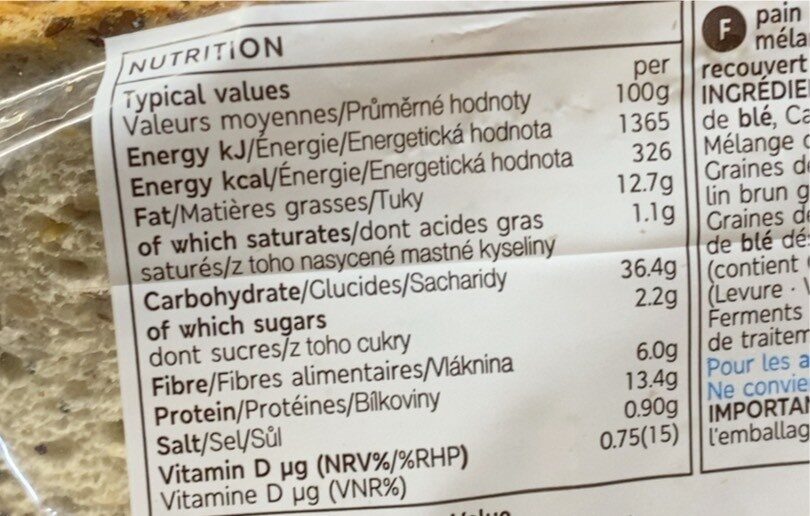 NUTRITION
Typical values per
Valeurs moyennes/Průměrné hodnoty 100g
Energy kJ/Énergie/Energetická hodnota 1365
Energy kcal/Énergie/Energetická hodnota 326
Fat/Matières grasses/Tuky 12.7g
of which saturates/dont acides gras 1.1g
saturés/z toho nasycené mastné kyseliny
Carbohydrate/Glucides/Sacharidy 36.4g
of which sugars 2.2g
dont sucres/z toho cukry
Fibre/Fibres alimentaires/Vláknina 6.0g
Protein/Protéines/Bílkoviny 13.4g
Salt/Sel/Sůl 0.90g
Vitamin D µg (NRV%/%RHP) 0.75(15)
Vitamine D µg (VNR%)
F pain
méla
recouvert
INGRÉDIE
de blé, Ca
Mélange
Graines d
lin brun g
Graines d
de blé dé
(contient
(Levure ·
Ferments
de traitem
Pour les a
Ne convie
IMPORTAN
l'emballag